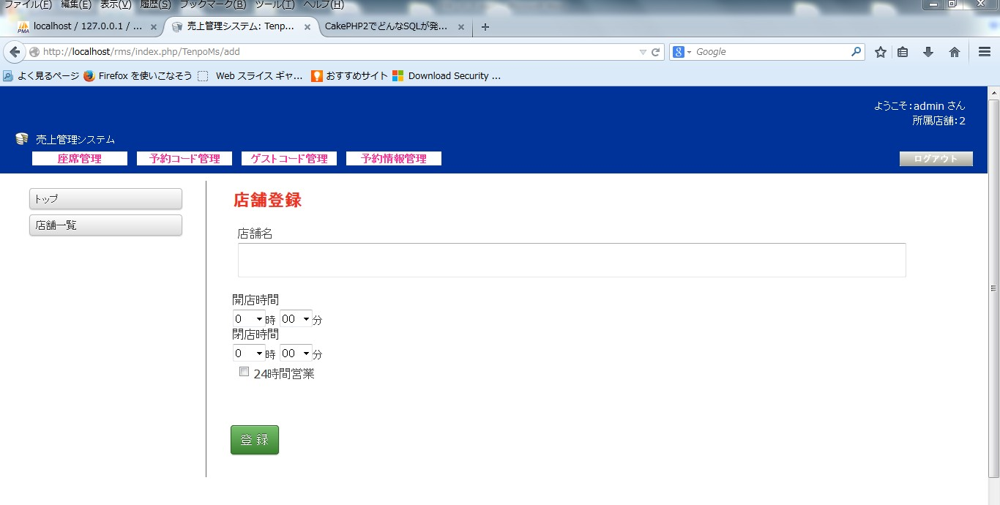 ファイル(F) 編集(E) 表示(V) 履歴(S) ブックマーク(B) ツール(T) ヘルプ(H)
PMA localhost / 127.0.0.1 / ... × 売上管理システム: Tenp... × CakePHP2でどんなSQLが発... × +
http://localhost/rms/index.php/TenpoMs/add
8 Google
よく見るページ Firefox を使いこなそう Web スライス ギャ... おすすめサイト Download Security ...
ようこそ:admin さん
所属店舗:2
売上管理システム
座席管理 予約コード管理 ゲストコード管理 予約情報管理 ログアウト
トップ
店舗一覧
店舗登録
店舗名
開店時間
0 時 00 分
閉店時間
0 時 00 分
24時間営業
登 録